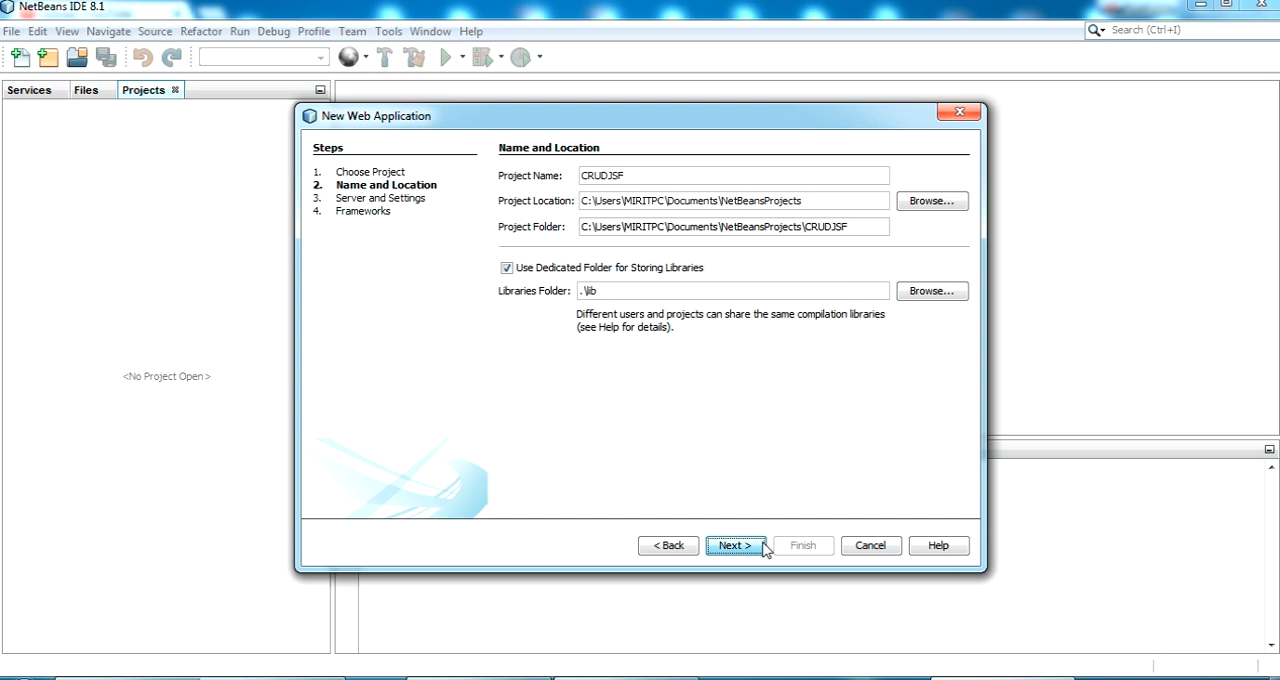 NetBeans IDE 8.1
File Edit View Navigate Source Refactor Run Debug Profile Team Tools Window Help
Search (Ctrl+I)
Services Files Projects
<No Project Open>
New Web Application
Steps
1. Choose Project
2. Name and Location
3. Server and Settings
4. Frameworks
Name and Location
Project Name: CRUDJSF
Project Location: C:\Users\MIRITPC\Documents\NetBeansProjects Browse...
Project Folder: C:\Users\MIRITPC\Documents\NetBeansProjects\CRUDJSF
Use Dedicated Folder for Storing Libraries
Libraries Folder: .\lib Browse...
Different users and projects can share the same compilation libraries
(see Help for details).
< Back Next > Finish Cancel Help